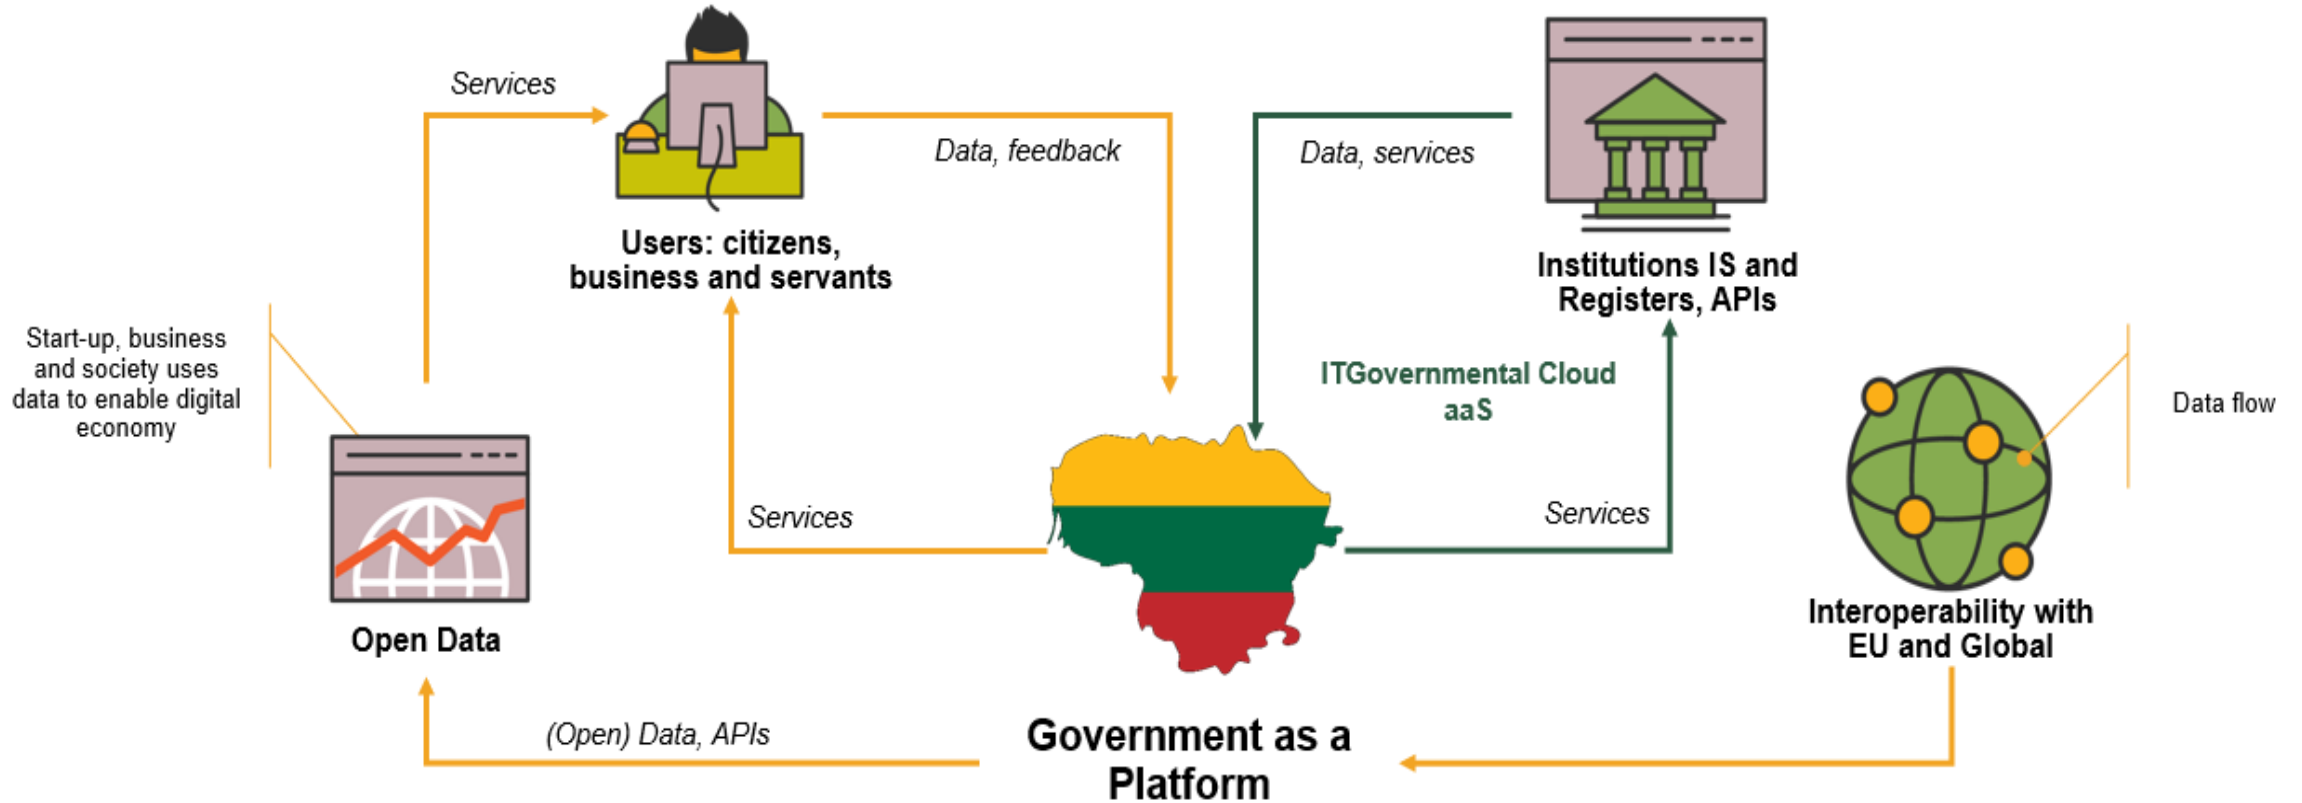 Services
Data, feedback
Data, services
Users: citizens,
business and servants
Institutions IS and
Registers, APIs
Start-up, business
and society uses
data to enable digital
economy
ITGovernmental Cloud
aaS
Data flow
Services
Services
Open Data
Interoperability with
EU and Global
(Open) Data, APIs
Government as a
Platform